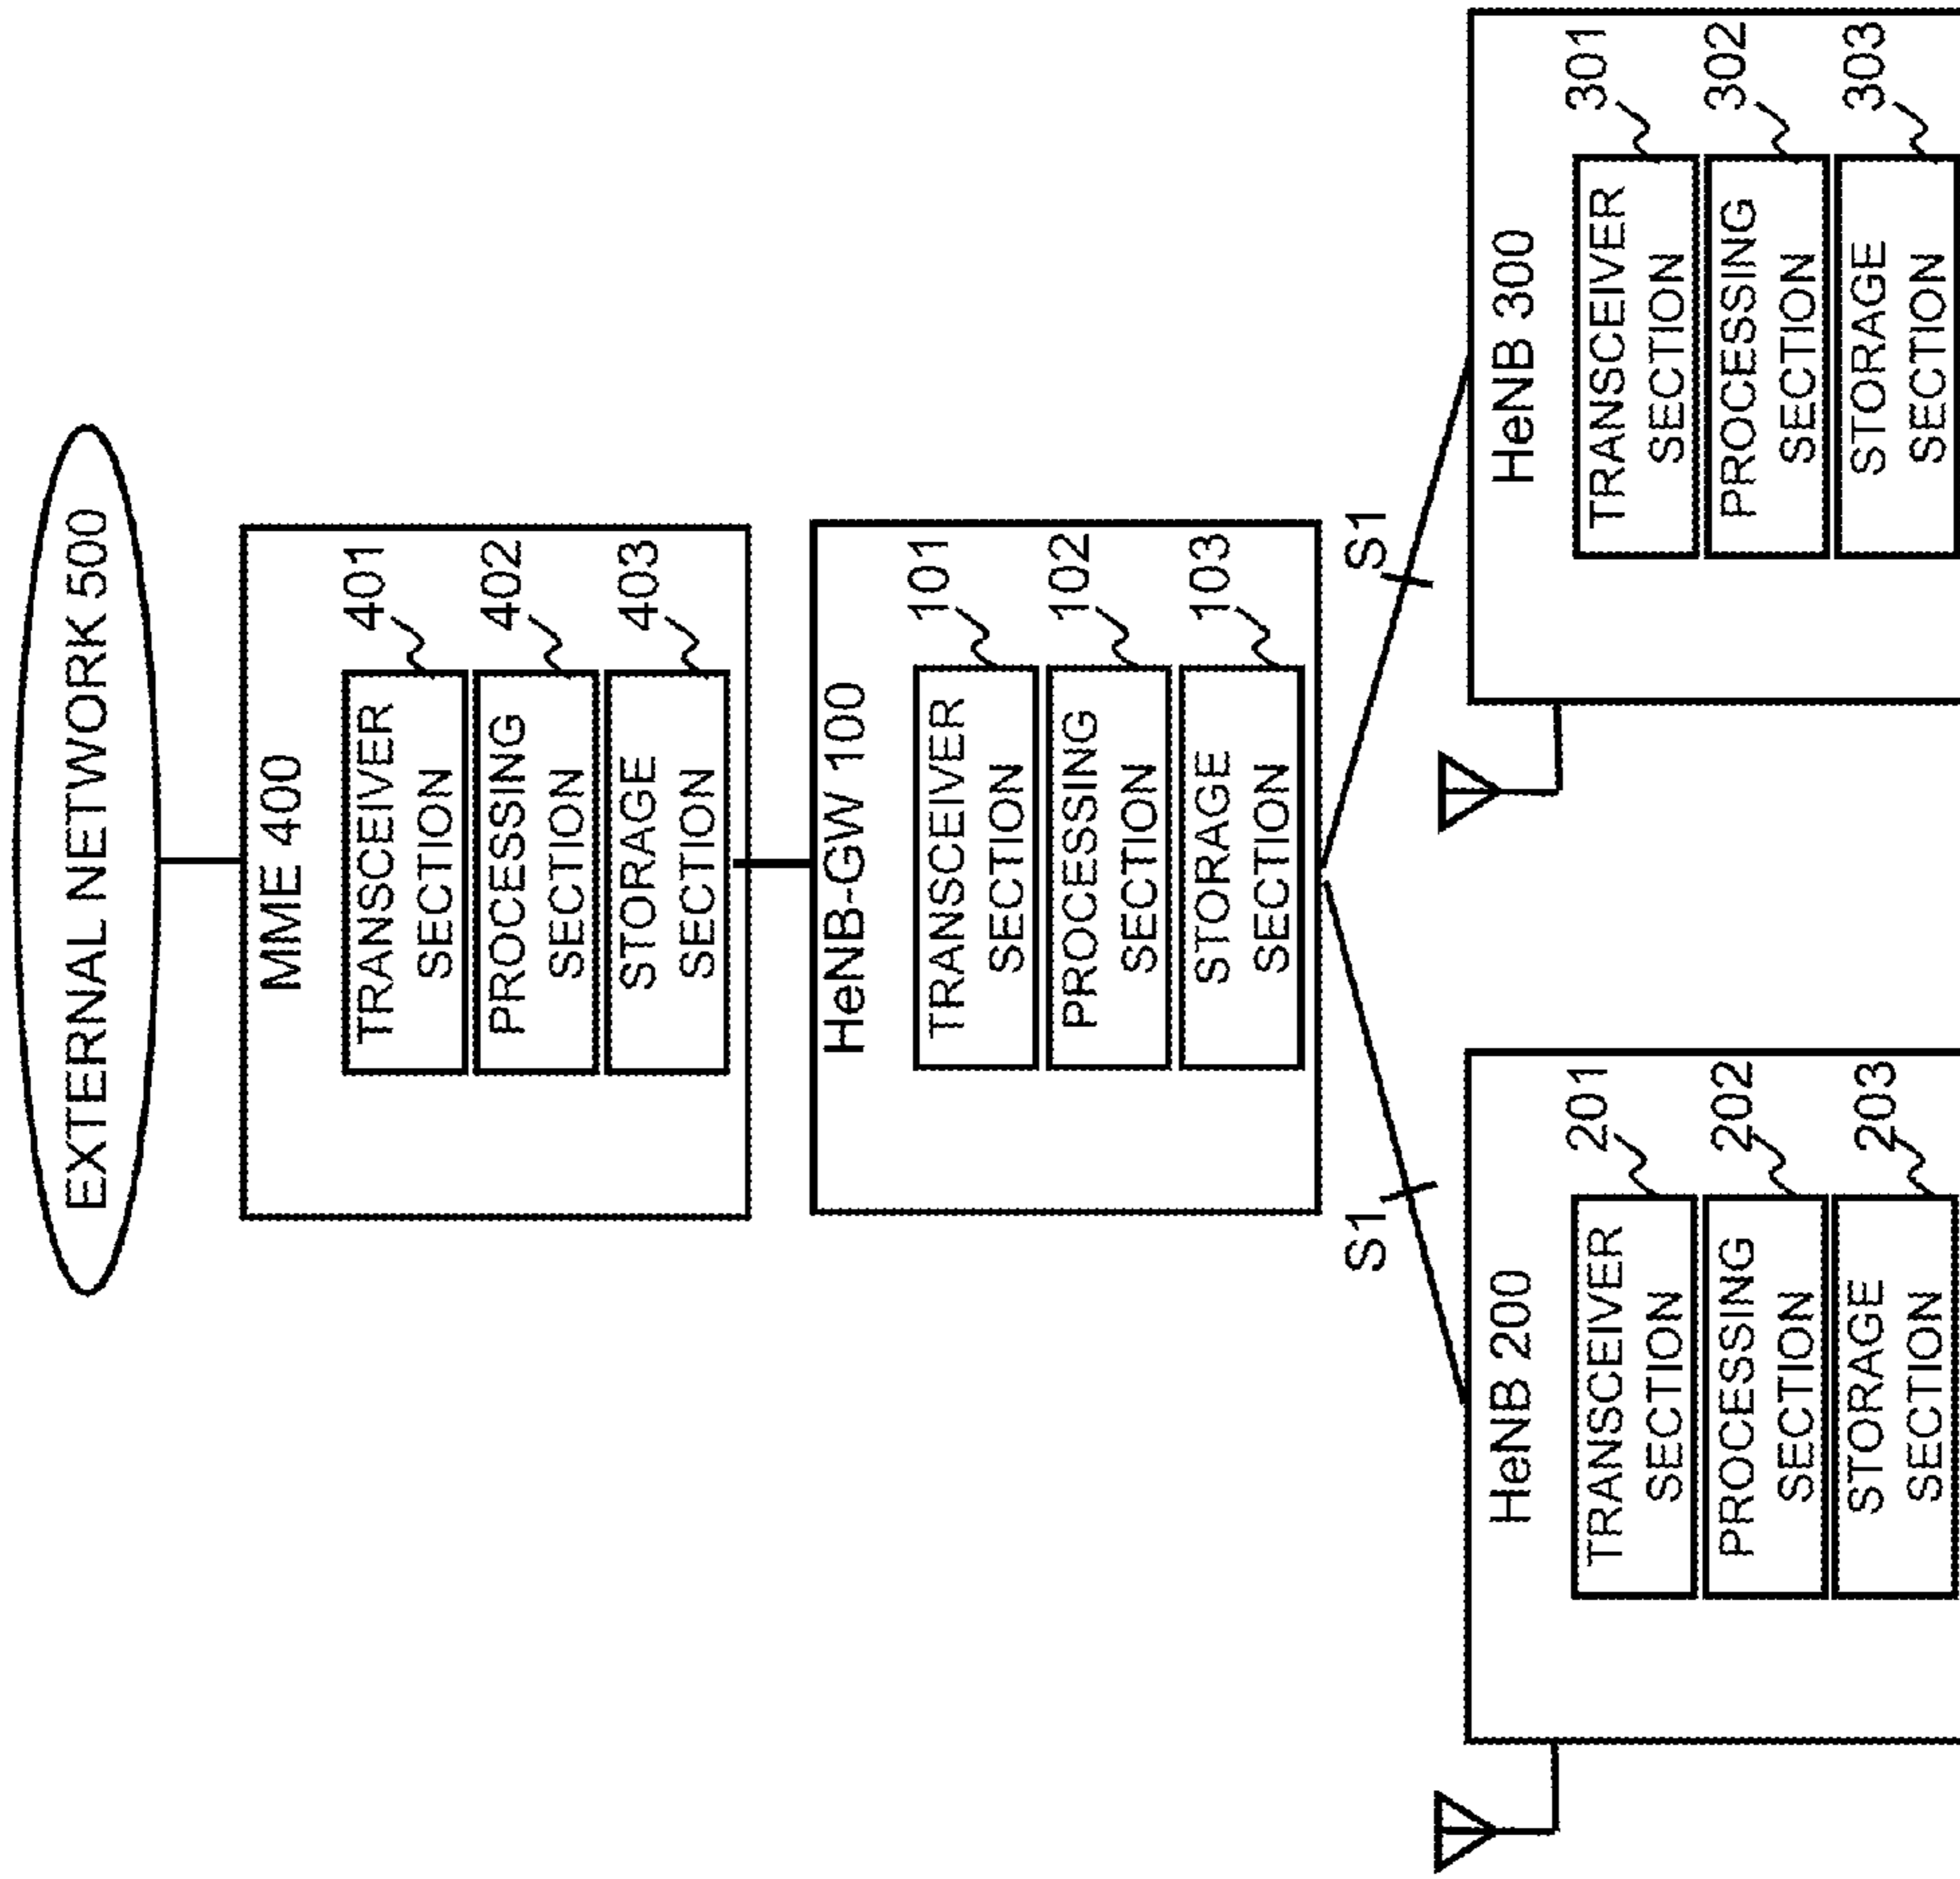 EXTERNAL NETWORK 500
MME 400
401
TRANSCEIVER
SECTION
402
PROCESSING
SECTION
403
STORAGE
SECTION
HeNB-GW 100
101
TRANSCEIVER
SECTION
102
PROCESSING
SECTION
103
STORAGE
SECTION
S1
S1
HeNB 200
201
TRANSCEIVER
SECTION
202
PROCESSING
SECTION
203
STORAGE
SECTION
HeNB 300
301
TRANSCEIVER
SECTION
302
PROCESSING
SECTION
303
STORAGE
SECTION